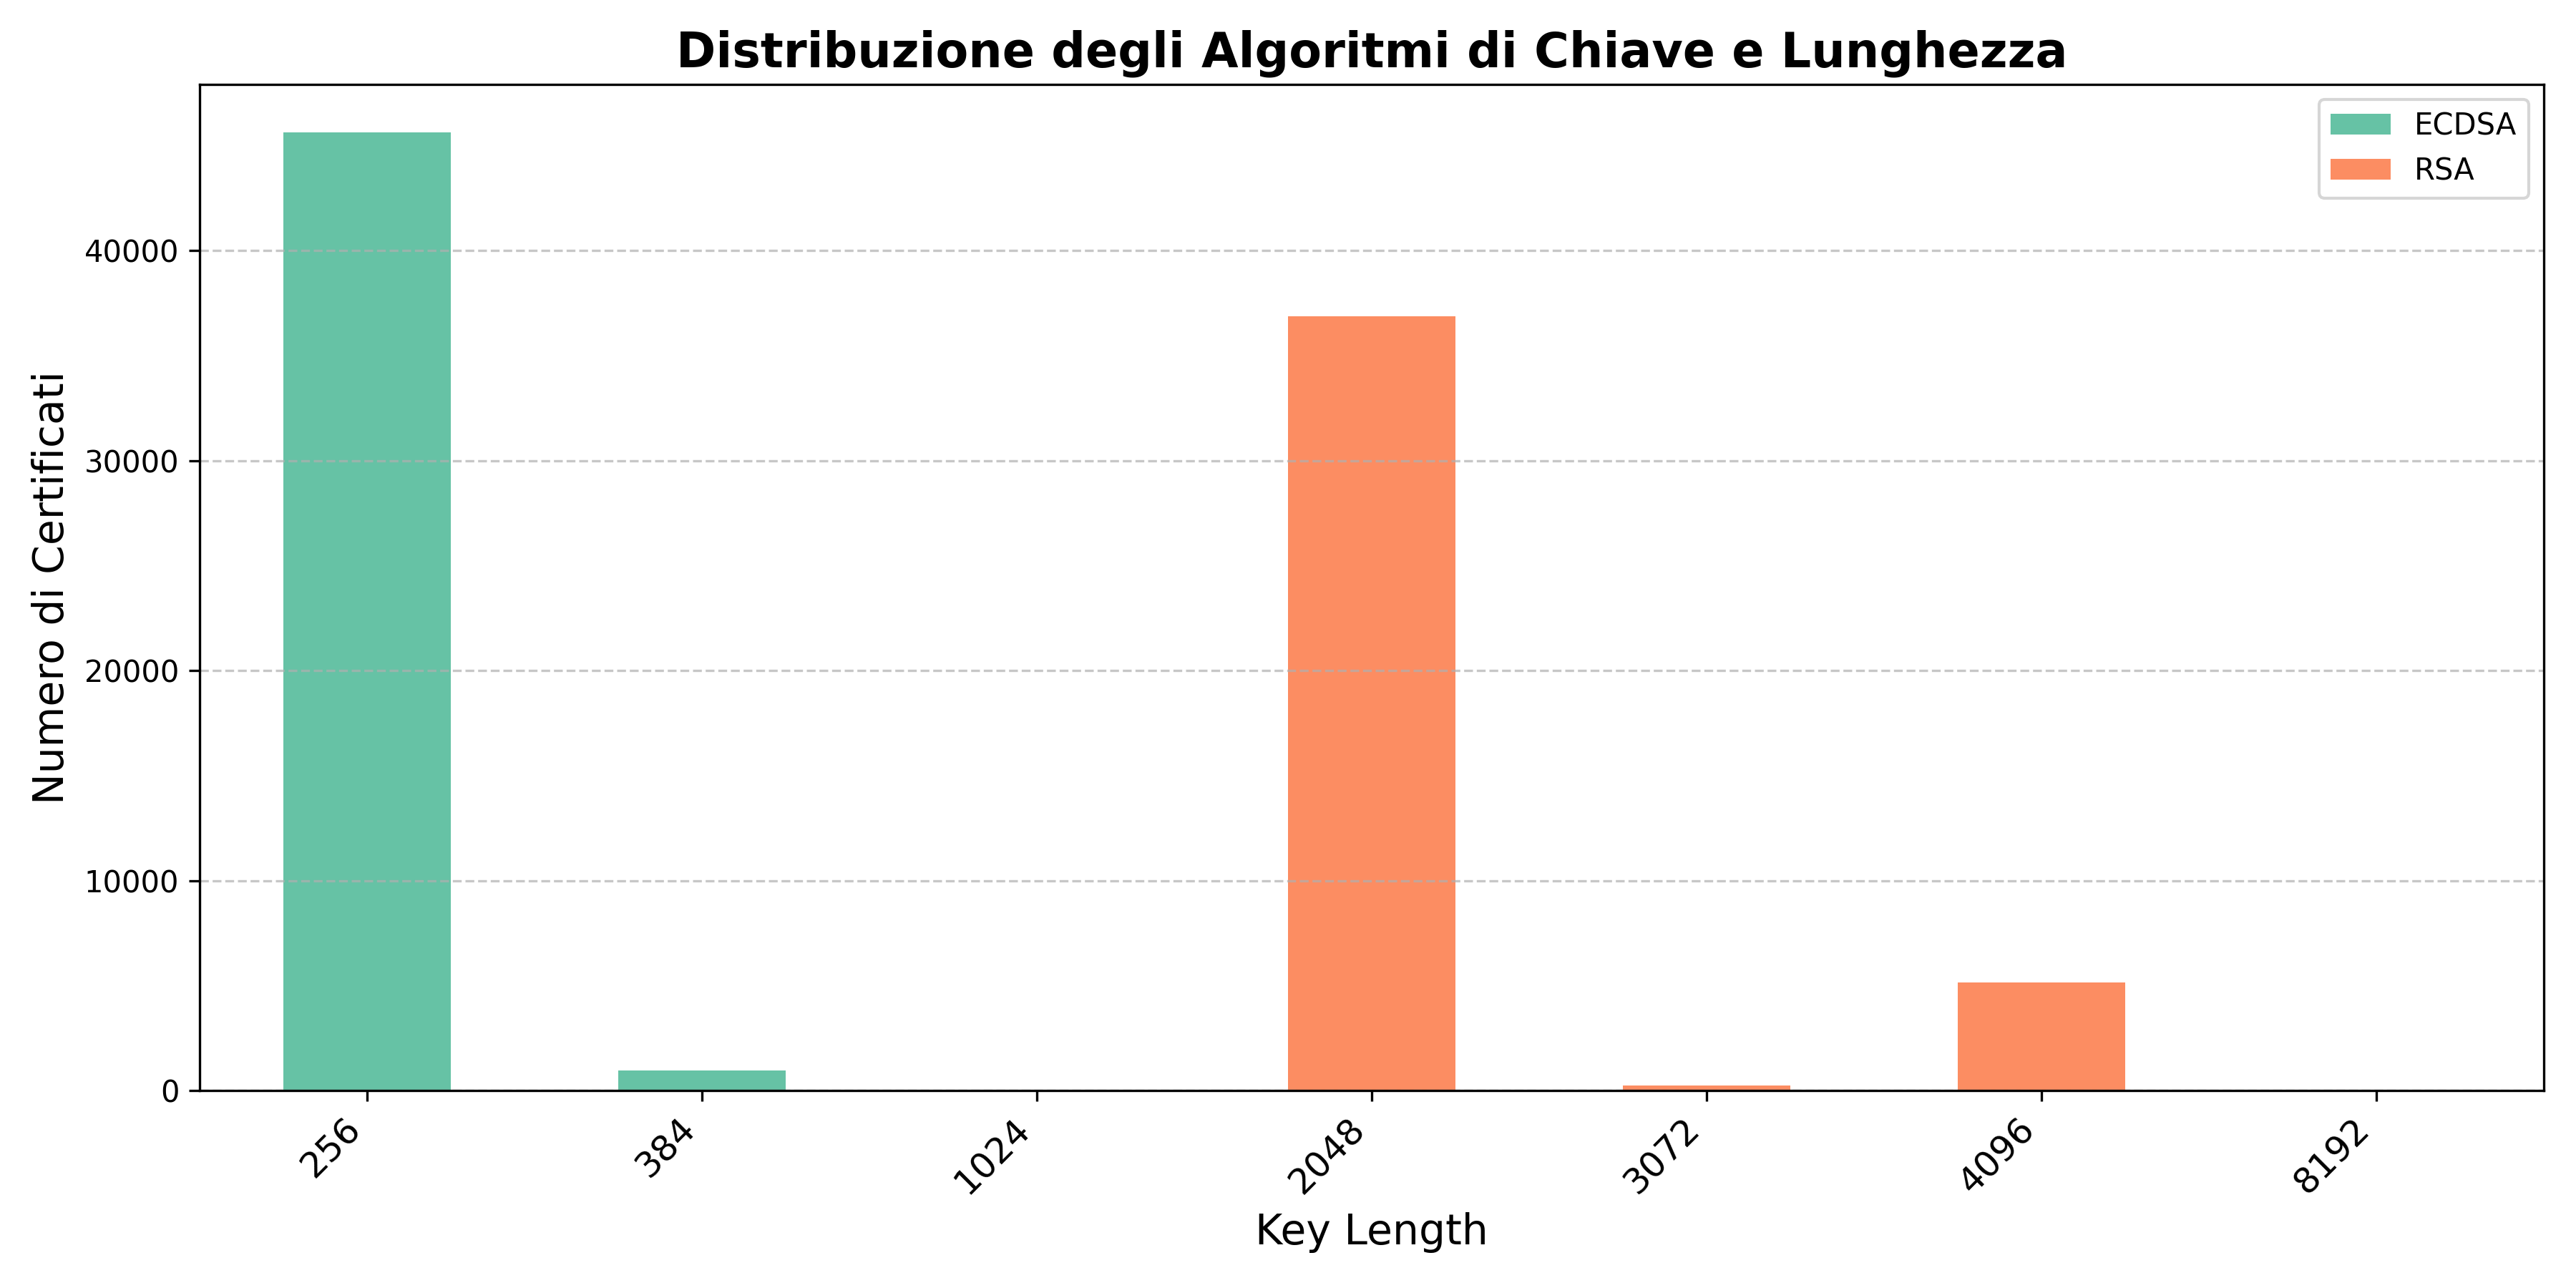 Distribuzione degli Algoritmi di Chiave e Lunghezza
ECDSA
RSA
Numero di Certificati
40000
30000
20000
10000
0
256
384
1024
2048
3072
4096
8192
Key Length